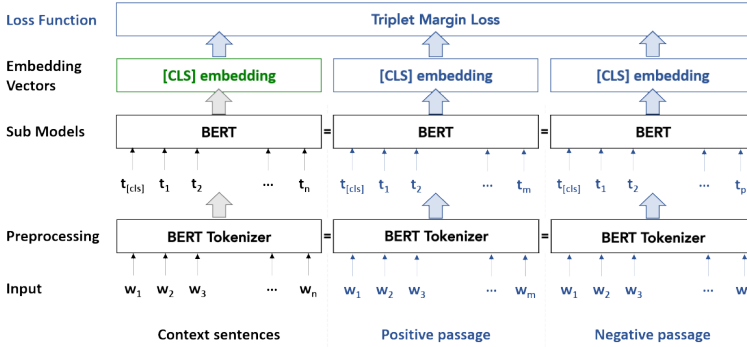 Loss Function Triplet Margin Loss
Embedding Vectors [CLS] embedding [CLS] embedding [CLS] embedding
Sub Models BERT = BERT = BERT
t[cls] t1 t2 ... tn t[cls] t1 t2 ... tm t[cls] t1 t2 ... tp
Preprocessing BERT Tokenizer = BERT Tokenizer = BERT Tokenizer
Input w1 w2 w3 ... wn w1 w2 w3 ... wm w1 w2 w3 ... w
Context sentences Positive passage Negative passage